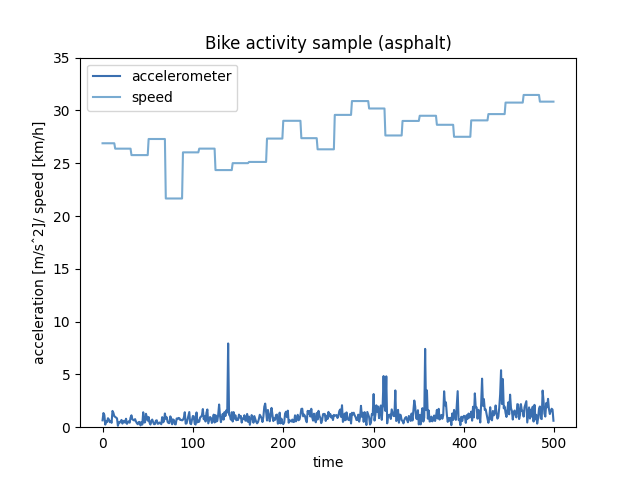 Bike activity sample (asphalt)
accelerometer
speed
35
30
25
20
15
10
5
0
acceleration [m/sˆ2]/ speed [km/h]
0 100 200 300 400 500
time